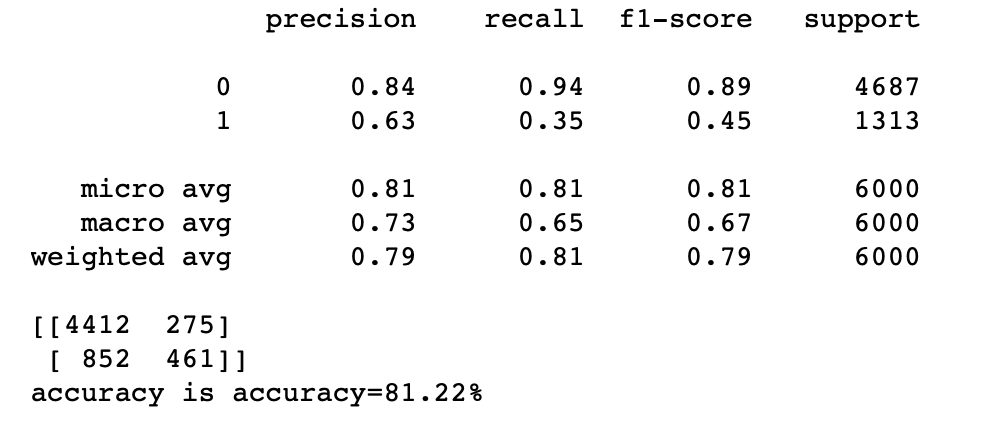 precision recall f1-score support
0 0.84 0.94 0.89 4687
1 0.63 0.35 0.45 1313
micro avg 0.81 0.81 0.81 6000
macro avg 0.73 0.65 0.67 6000
weighted avg 0.79 0.81 0.79 6000
[[4412 275]
[ 852 461]]
accuracy is accuracy=81.22%